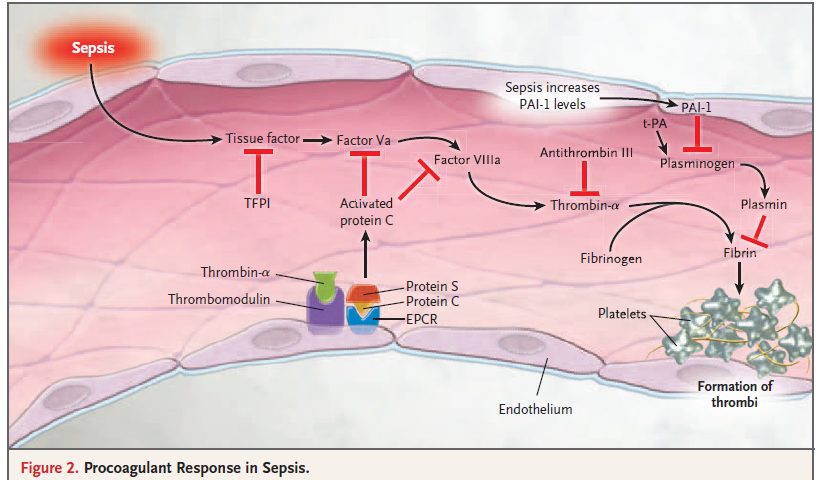 Sepsis
Sepsis increases
PAI-1 levels
PAI-1
t-PA
Tissue factor
Factor Va
Factor VIIIa
Antithrombin III
Plasminogen
TFPI
Activated
protein C
Thrombin-α
Plasmin
Fibrinogen
Fibrin
Thrombin-α
Thrombomodulin
Protein S
Protein C
EPCR
Platelets
Endothelium
Formation of
thrombi
Figure 2. Procoagulant Response in Sepsis.